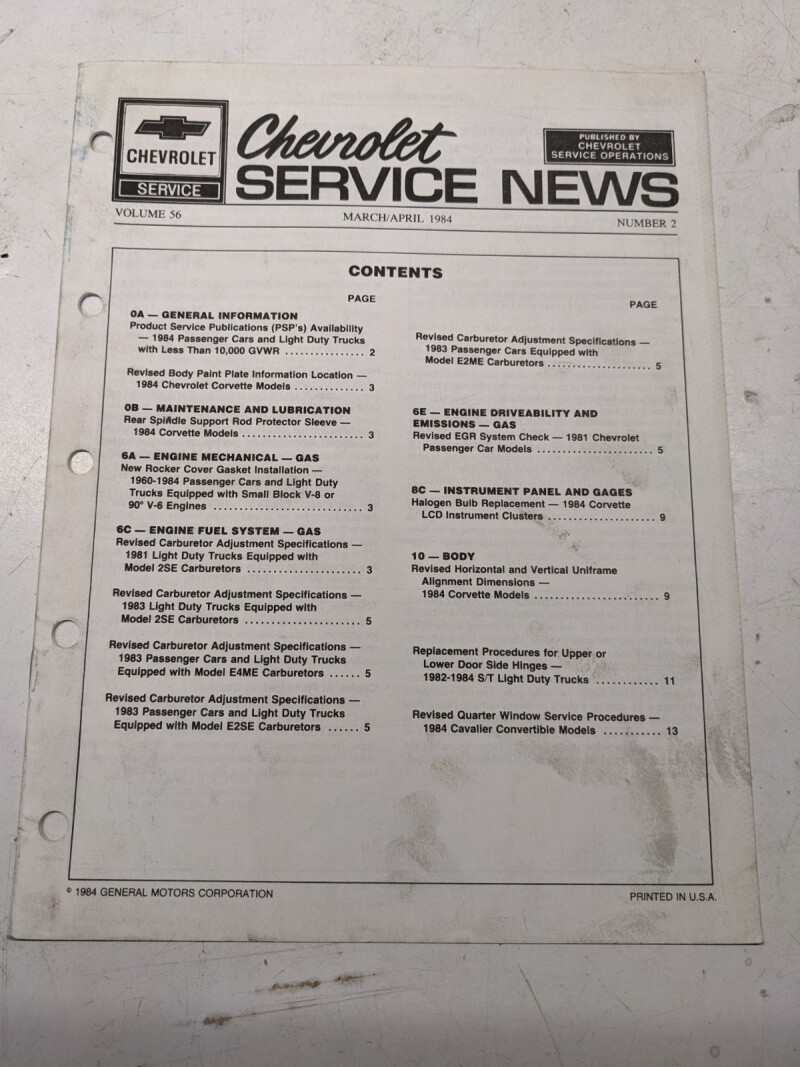 CHEVROLET
SERVICE
Chevrolet
SERVICE NEWS
PUBLISHED BY
CHEVROLET
SERVICE OPERATIONS
VOLUME 56
MARCH/APRIL 1984
NUMBER 2
CONTENTS
PAGE
0A — GENERAL INFORMATION
Product Service Publications (PSP's) Availability
— 1984 Passenger Cars and Light Duty Trucks
with Less Than 10,000 GVWR ................ 2
Revised Body Paint Plate Information Location —
1984 Chevrolet Corvette Models ............. 3
0B — MAINTENANCE AND LUBRICATION
Rear Spindle Support Rod Protector Sleeve —
1984 Corvette Models ....................... 3
6A — ENGINE MECHANICAL — GAS
New Rocker Cover Gasket Installation —
1960-1984 Passenger Cars and Light Duty
Trucks Equipped with Small Block V-8 or
90° V-6 Engines ............................ 3
6C — ENGINE FUEL SYSTEM — GAS
Revised Carburetor Adjustment Specifications —
1981 Light Duty Trucks Equipped with
Model 2SE Carburetors ...................... 3
Revised Carburetor Adjustment Specifications —
1983 Light Duty Trucks Equipped with
Model 2SE Carburetors ...................... 5
Revised Carburetor Adjustment Specifications —
1983 Passenger Cars and Light Duty Trucks
Equipped with Model E4ME Carburetors ...... 5
Revised Carburetor Adjustment Specifications —
1983 Passenger Cars and Light Duty Trucks
Equipped with Model E2SE Carburetors ...... 5
PAGE
Revised Carburetor Adjustment Specifications —
1983 Passenger Cars Equipped with
Model E2ME Carburetors .................... 5
6E — ENGINE DRIVEABILITY AND
EMISSIONS — GAS
Revised EGR System Check — 1981 Chevrolet
Passenger Car Models ...................... 5
8C — INSTRUMENT PANEL AND GAGES
Halogen Bulb Replacement — 1984 Corvette
LCD Instrument Clusters .................... 9
10 — BODY
Revised Horizontal and Vertical Uniframe
Alignment Dimensions —
1984 Corvette Models ........................ 9
Replacement Procedures for Upper or
Lower Door Side Hinges —
1982-1984 S/T Light Duty Trucks ............ 11
Revised Quarter Window Service Procedures —
1984 Cavalier Convertible Models ........... 13
© 1984 GENERAL MOTORS CORPORATION
PRINTED IN U.S.A.